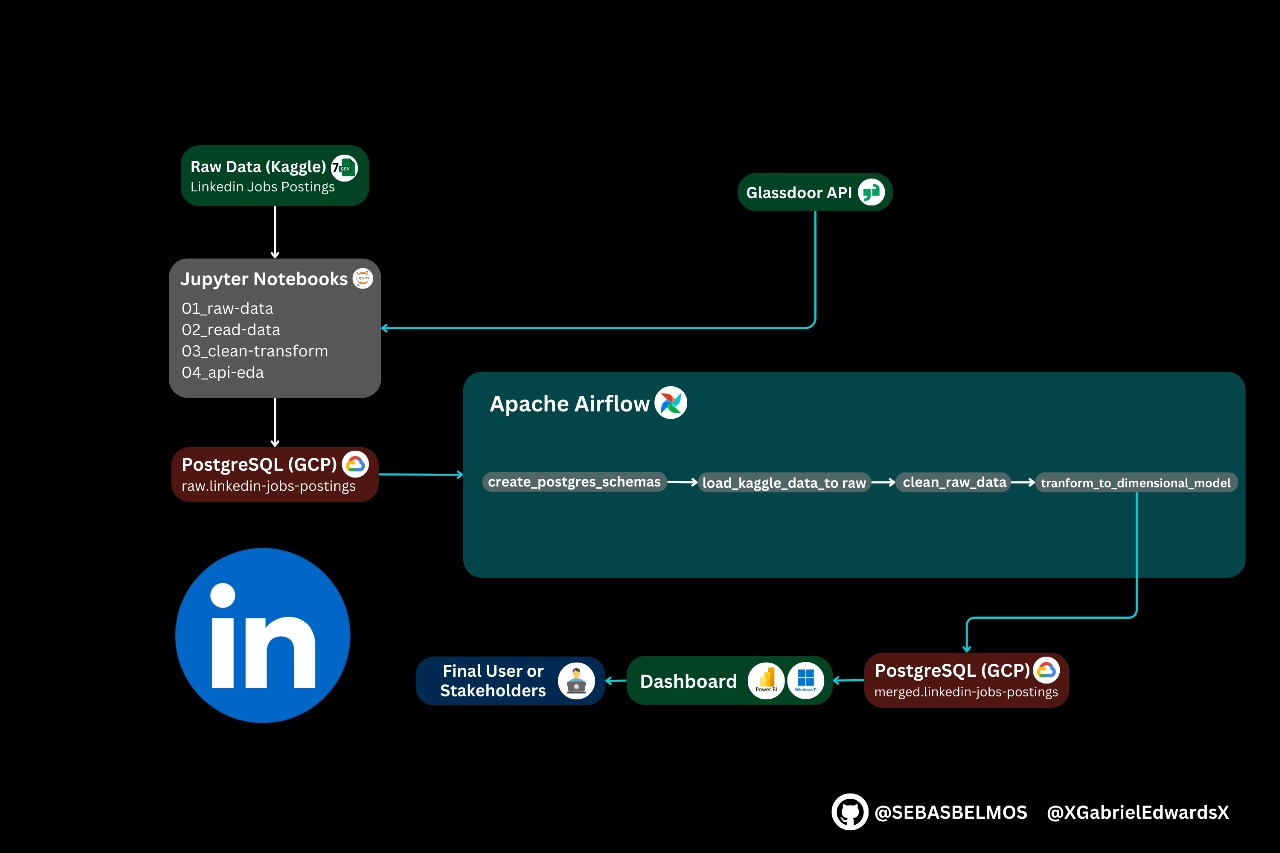 Raw Data (Kaggle)
Linkedin Jobs Postings
Glassdoor API
Jupyter Notebooks
01_raw-data
02_read-data
03_clean-transform
04_api-eda
PostgreSQL (GCP)
raw.linkedin-jobs-postings
Apache Airflow
create_postgres_schemas
load_kaggle_data_to raw
clean_raw_data
tranform_to_dimensional_model
in
Final User or
Stakeholders
Dashboard
Power BI
PostgreSQL (GCP)
merged.linkedin-jobs-postings
@SEBASBELMOS
@XGabrielEdwardsX